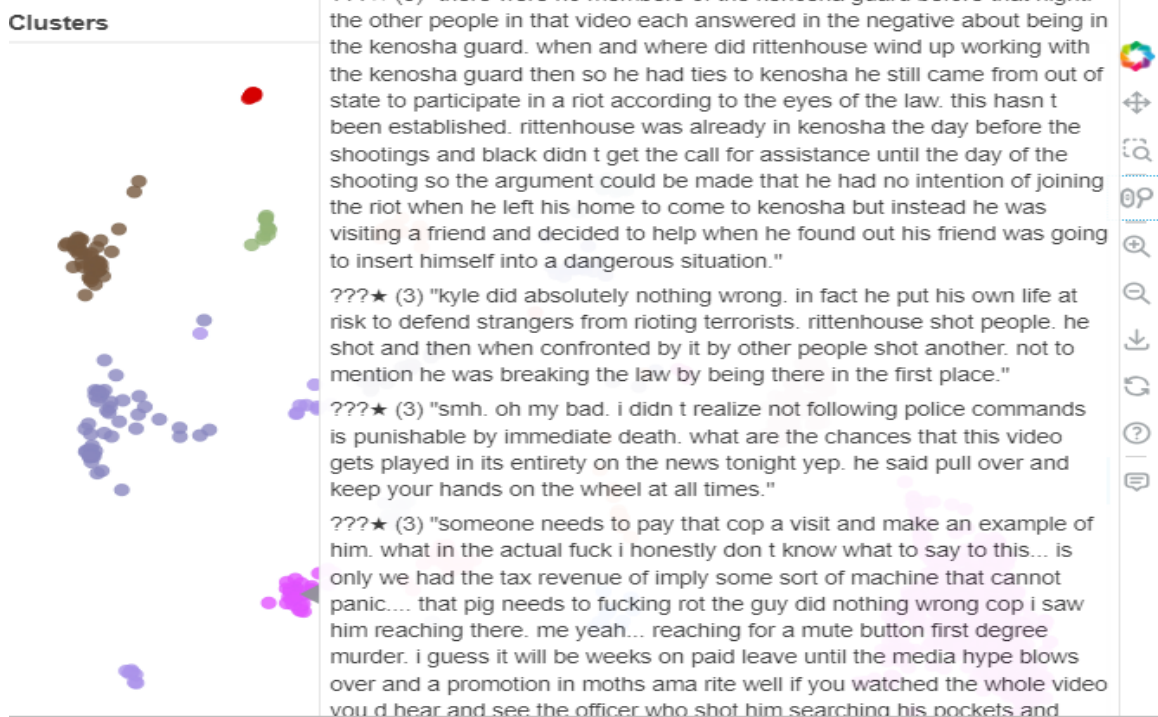 Clusters
the other people in that video each answered in the negative about being in
the kenosha guard. when and where did rittenhouse wind up working with
the kenosha guard then so he had ties to kenosha he still came from out of
state to participate in a riot according to the eyes of the law. this hasn t
been established. rittenhouse was already in kenosha the day before the
shootings and black didn t get the call for assistance until the day of the
shooting so the argument could be made that he had no intention of joining
the riot when he left his home to come to kenosha but instead he was
visiting a friend and decided to help when he found out his friend was going
to insert himself into a dangerous situation."
???★ (3) "kyle did absolutely nothing wrong. in fact he put his own life at
risk to defend strangers from rioting terrorists. rittenhouse shot people. he
shot and then when confronted by it by other people shot another. not to
mention he was breaking the law by being there in the first place."
???★ (3) "smh. oh my bad. i didn t realize not following police commands
is punishable by immediate death. what are the chances that this video
gets played in its entirety on the news tonight yep. he said pull over and
keep your hands on the wheel at all times."
???★ (3) "someone needs to pay that cop a visit and make an example of
him. what in the actual fuck i honestly don t know what to say to this... is
only we had the tax revenue of imply some sort of machine that cannot
panic.... that pig needs to fucking rot the guy did nothing wrong cop i saw
him reaching there. me yeah... reaching for a mute button first degree
murder. i guess it will be weeks on paid leave until the media hype blows
over and a promotion in moths ama rite well if you watched the whole video
you d hear and see the officer who shot him searching his pockets and